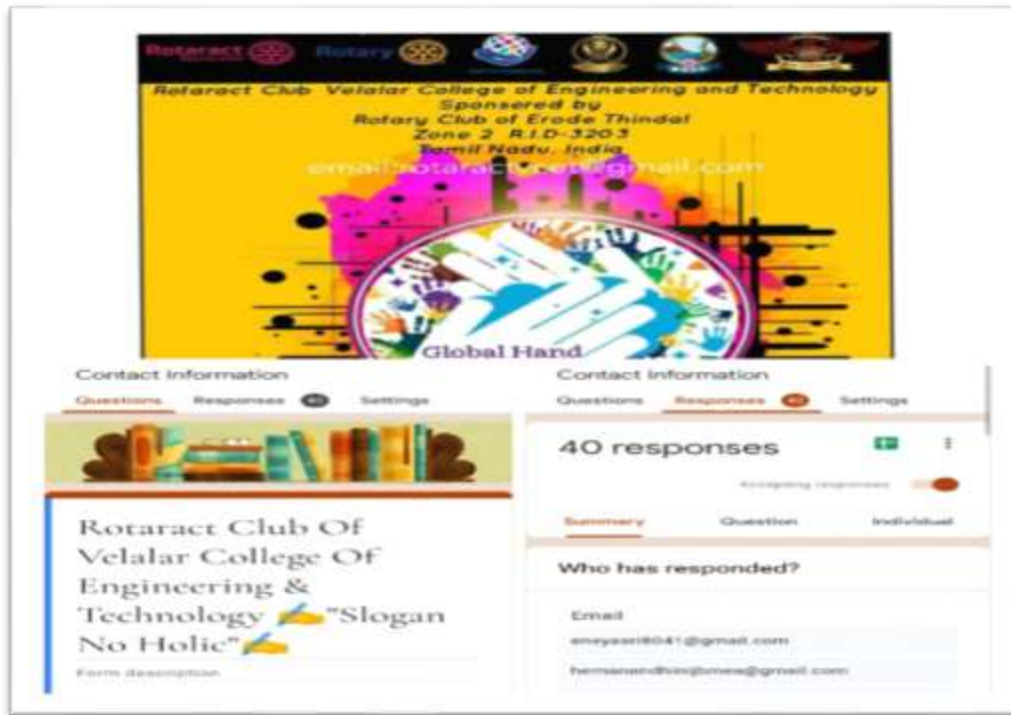 Rotaract
Rotary
Rotaract Club Velalar College of Engineering and Technology
Sponsered by
Rotary Club of Erode Thindal
Zone 2 R.I.D-3203
Tamil Nadu, India
Global Hand
Contact Information
Questions Responses 40 Settings
Rotaract Club Of
Velalar College Of
Engineering &
Technology ✍️"Slogan
No Holic"✍️
Form description
Contact Information
Questions Responses 40 Settings
40 responses
Accepting responses
Summary Question Individual
Who has responded?
Email